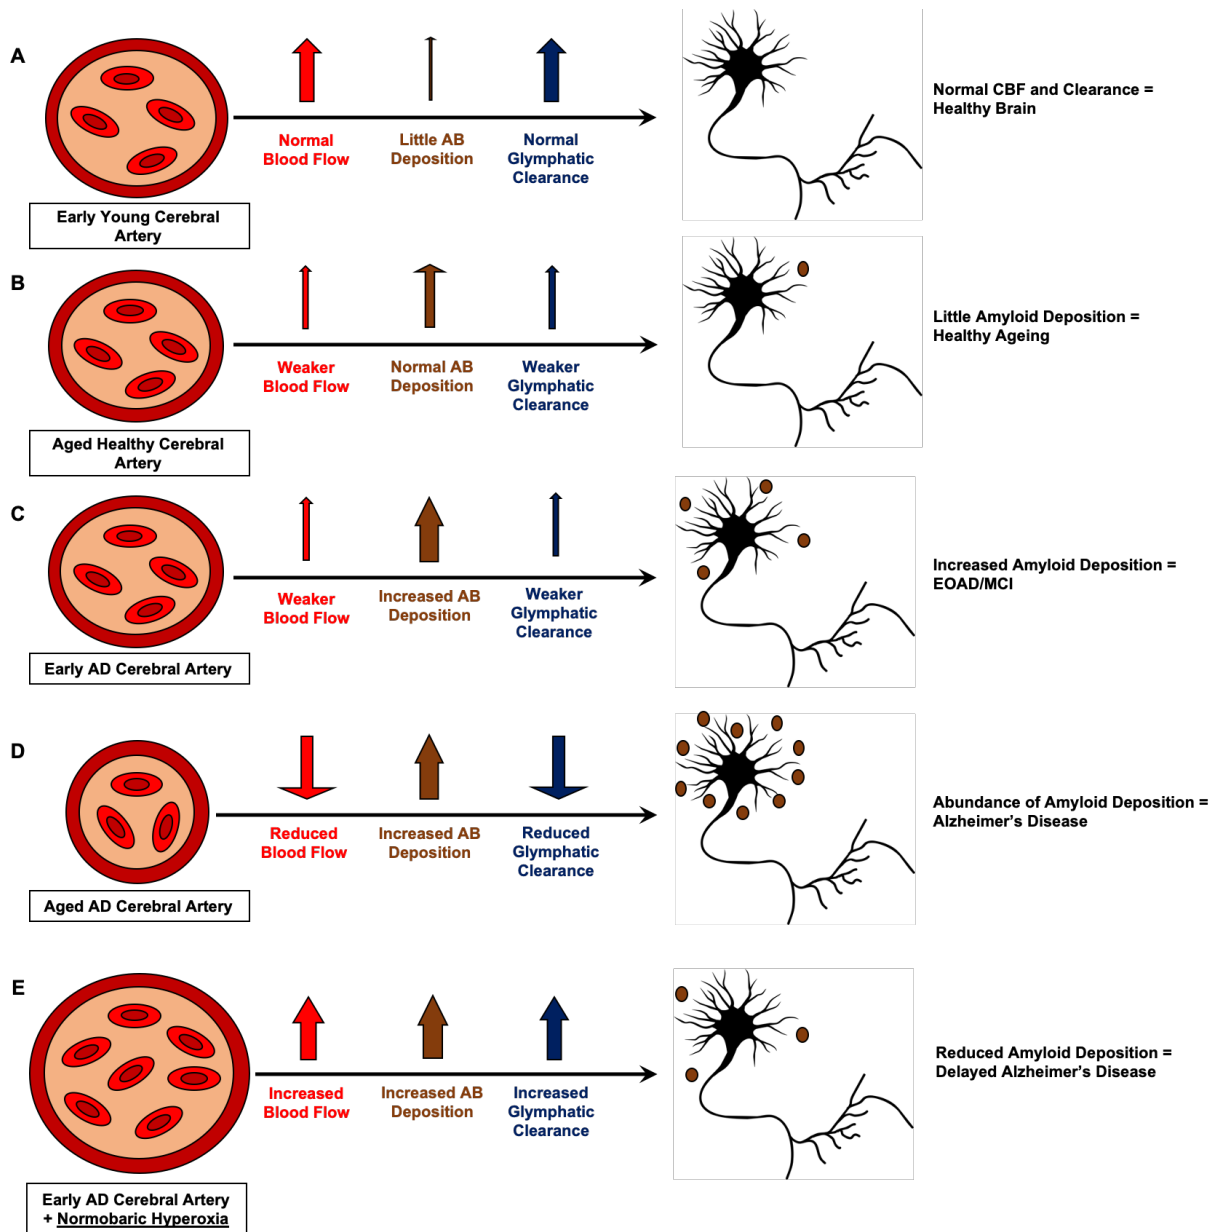 A
Normal
Blood Flow
Little AB
Deposition
Normal
Glymphatic
Clearance
Normal CBF and Clearance =
Healthy Brain
Early Young Cerebral
Artery
B
Weaker
Blood Flow
Normal AB
Deposition
Weaker
Glymphatic
Clearance
Little Amyloid Deposition =
Healthy Ageing
Aged Healthy Cerebral
Artery
C
Weaker
Blood Flow
Increased AB
Deposition
Weaker
Glymphatic
Clearance
Increased Amyloid Deposition =
EOAD/MCI
Early AD Cerebral Artery
D
Reduced
Blood Flow
Increased AB
Deposition
Reduced
Glymphatic
Clearance
Abundance of Amyloid Deposition =
Alzheimer's Disease
Aged AD Cerebral Artery
E
Increased
Blood Flow
Increased AB
Deposition
Increased
Glymphatic
Clearance
Reduced Amyloid Deposition =
Delayed Alzheimer's Disease
Early AD Cerebral Artery
+ Normobaric Hyperoxia